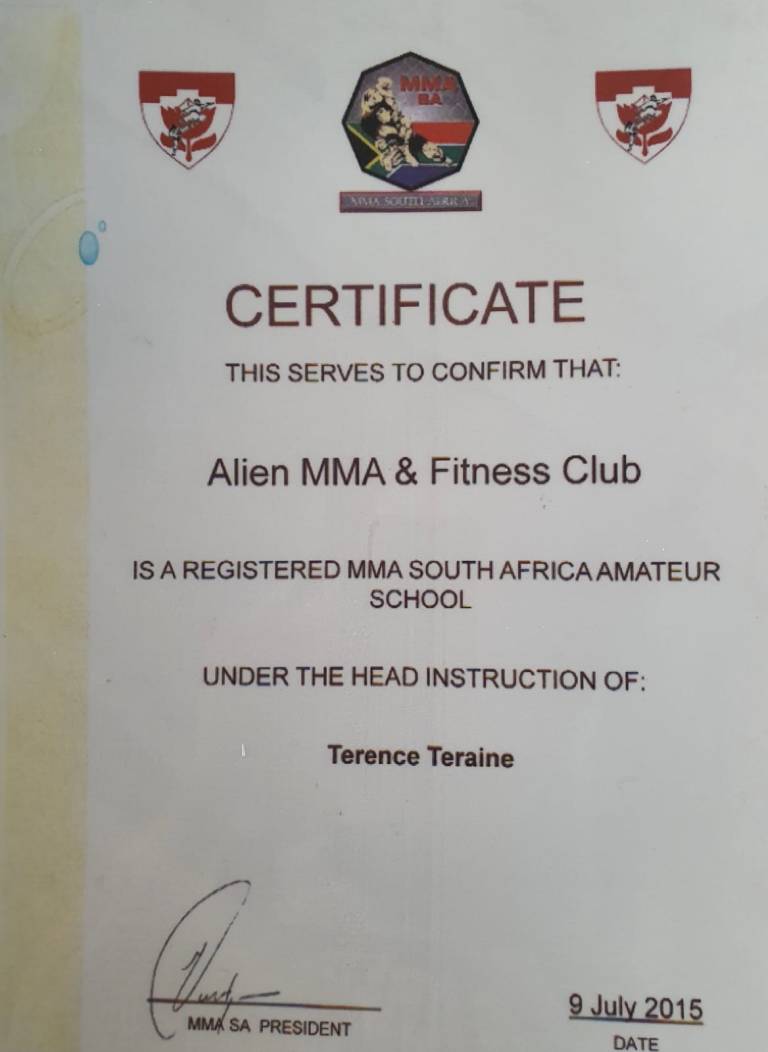 MMA
SA
MMA SOUTH AFRICA
CERTIFICATE
THIS SERVES TO CONFIRM THAT:
Alien MMA & Fitness Club
IS A REGISTERED MMA SOUTH AFRICA AMATEUR
SCHOOL
UNDER THE HEAD INSTRUCTION OF:
Terence Teraine
9 July 2015
MMA SA PRESIDENT
DATE